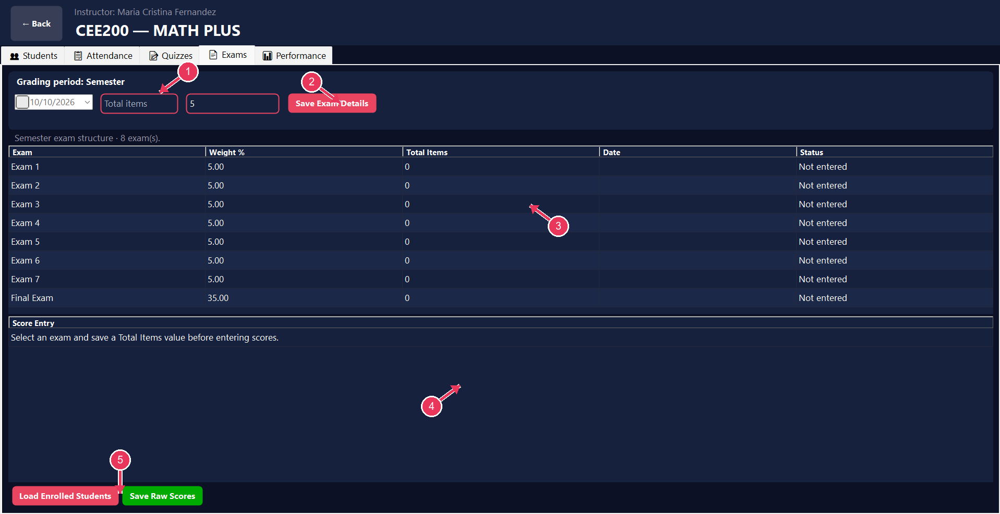 ← Back
Instructor: Maria Cristina Fernandez
CEE200 — MATH PLUS
Students Attendance Quizzes Exams Performance
1
2
Grading period: Semester
10/10/2026 Total items 5 Save Exam Details
Semester exam structure · 8 exam(s).
Exam Weight % Total Items Date Status
Exam 1 5.00 0 Not entered
Exam 2 5.00 0 Not entered
Exam 3 5.00 0 Not entered
Exam 4 5.00 0 Not entered
3
Exam 5 5.00 0 Not entered
Exam 6 5.00 0 Not entered
Exam 7 5.00 0 Not entered
Final Exam 35.00 0 Not entered
Score Entry
Select an exam and save a Total Items value before entering scores.
4
5
Load Enrolled Students Save Raw Scores